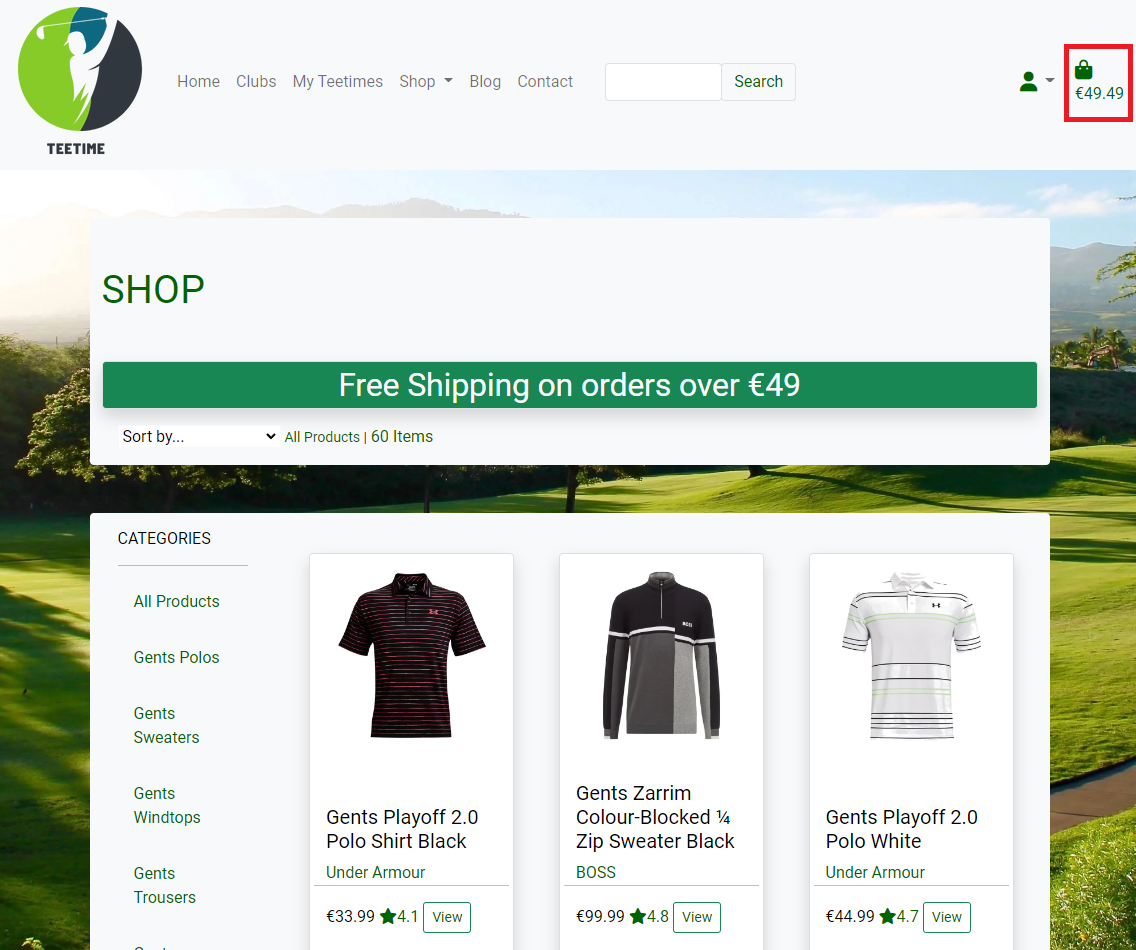 TEETIME
Home Clubs My Teetimes Shop Blog Contact Search
€49.49
SHOP
Free Shipping on orders over €49
Sort by... All Products | 60 Items
CATEGORIES
All Products
Gents Polos
Gents
Sweaters
Gents
Windtops
Gents
Trousers
BOSS
Gents Playoff 2.0
Polo Shirt Black
Under Armour
€33.99 4.1 View
Gents Zarrim
Colour-Blocked ¼
Zip Sweater Black
BOSS
€99.99 4.8 View
Gents Playoff 2.0
Polo White
Under Armour
€44.99 4.7 View